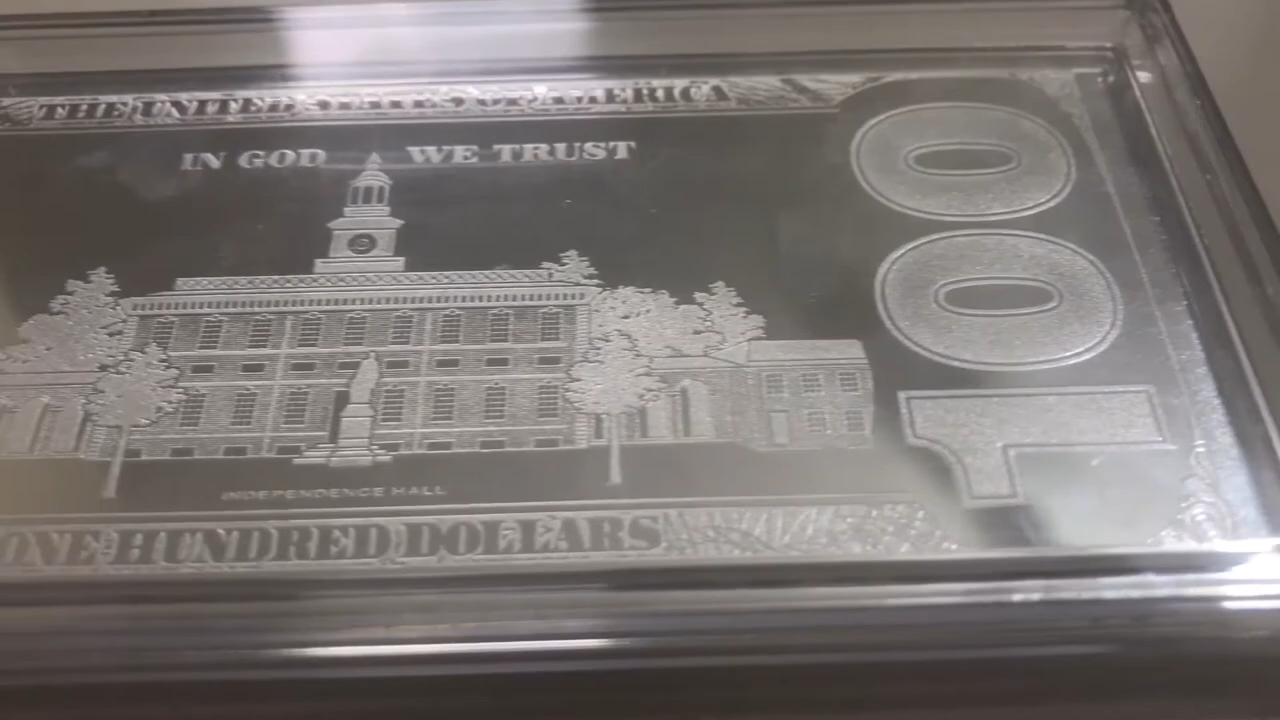 THE UNITED STATES OF AMERICA
IN GOD WE TRUST
100
INDEPENDENCE HALL
ONE HUNDRED DOLLARS